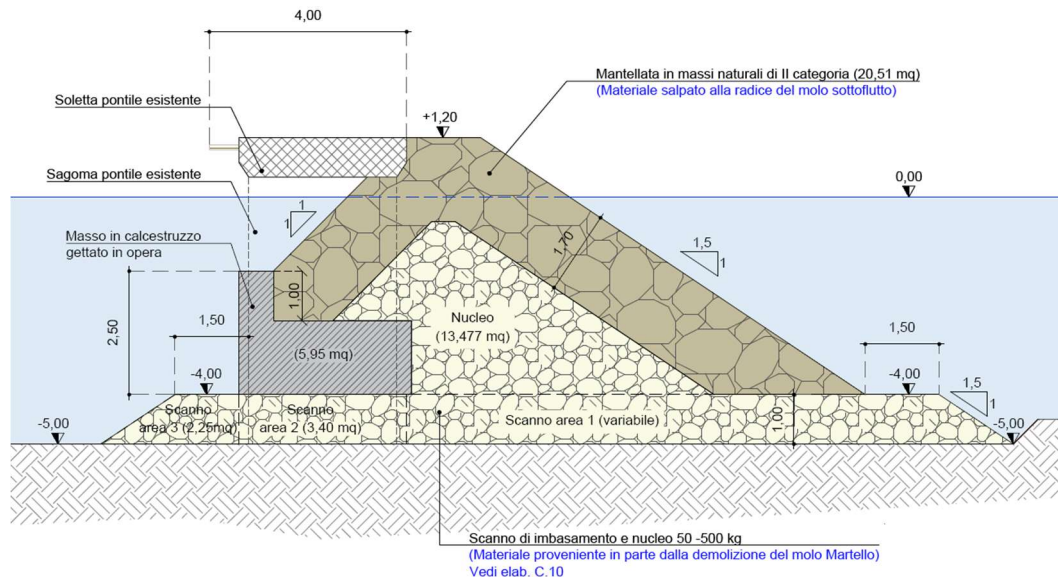 4,00
Mantellata in massi naturali di II categoria (20,51 mq)
(Materiale salpato alla radice del molo sottoflutto)
Soletta pontile esistente
+1,20
Sagoma pontile esistente
0,00
1
1
Masso in calcestruzzo
gettato in opera
1,70
1,5
1
1,00
2,50
1,50
Nucleo
(13,477 mq)
1,50
(5,95 mq)
-4,00
-4,00
1,5
1
Scanno
area 3 (2,25mq)
Scanno
area 2 (3,40 mq)
Scanno area 1 (variabile)
1,00
-5,00
-5,00
Scanno di imbasamento e nucleo 50 -500 kg
(Materiale proveniente in parte dalla demolizione del molo Martello)
Vedi elab. C.10